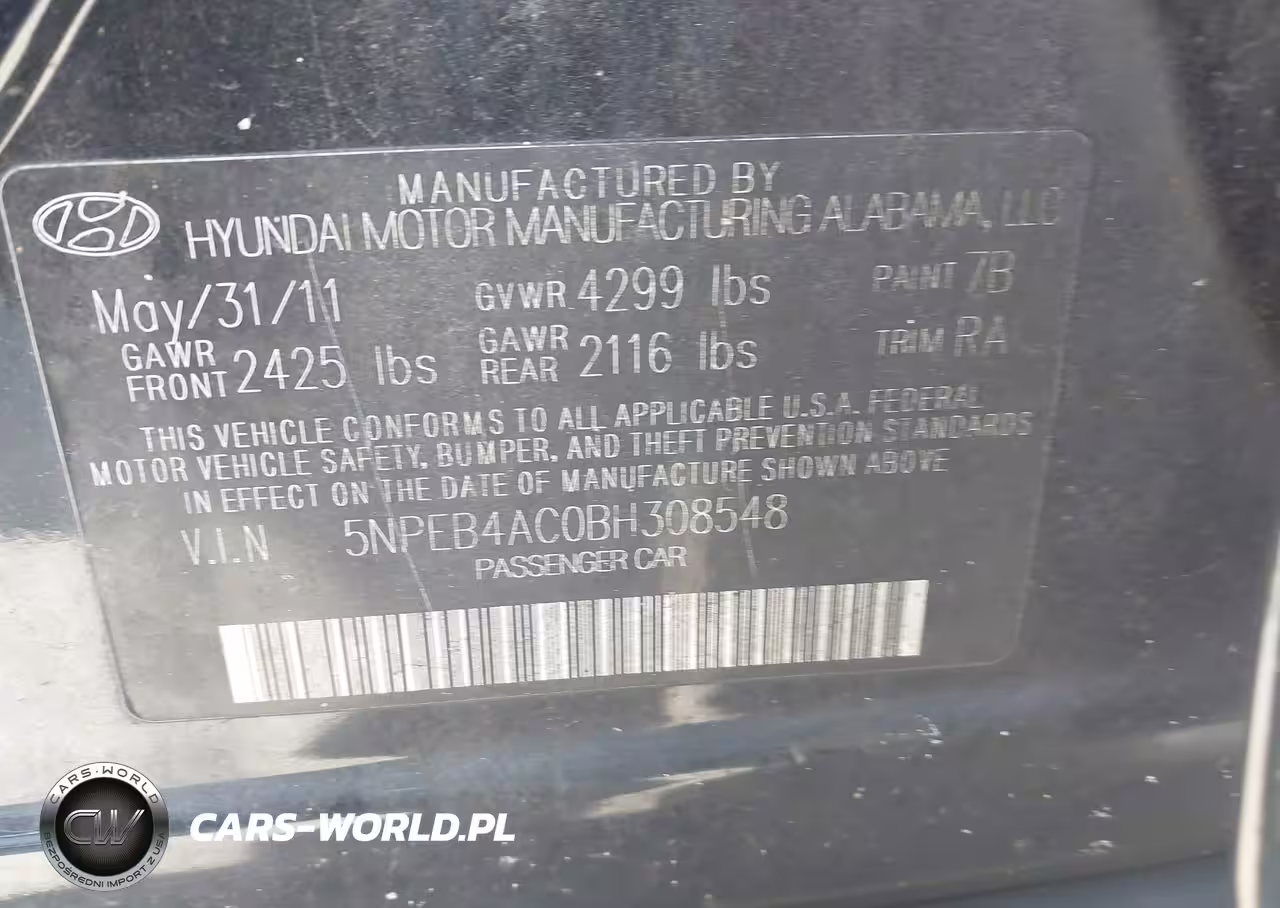 MANUFACTURED BY
HYUNDAI MOTOR MANUFACTURING ALABAMA, LLC
May/31/11 GVWR 4299 lbs PAINT 7B
GAWR FRONT 2425 lbs GAWR REAR 2116 lbs TRIM RA
THIS VEHICLE CONFORMS TO ALL APPLICABLE U.S.A. FEDERAL
MOTOR VEHICLE SAFETY, BUMPER, AND THEFT PREVENTION STANDARDS
IN EFFECT ON THE DATE OF MANUFACTURE SHOWN ABOVE
V.I.N 5NPEB4AC0BH308548
PASSENGER CAR
CARS-WORLD
CW
BEZPOŚREDNI IMPORT Z USA
CARS-WORLD.PL